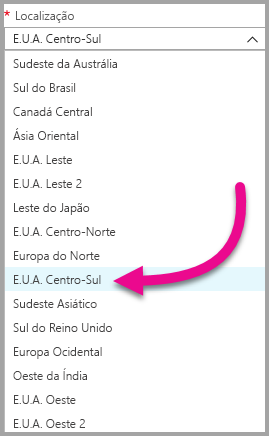 * Localização
E.U.A. Centro-Sul
Sudeste da Austrália
Sul do Brasil
Canadá Central
Ásia Oriental
E.U.A. Leste
E.U.A. Leste 2
Leste do Japão
E.U.A. Centro-Norte
Europa do Norte
E.U.A. Centro-Sul
Sudeste Asiático
Sul do Reino Unido
Europa Ocidental
Oeste da Índia
E.U.A. Oeste
E.U.A. Oeste 2